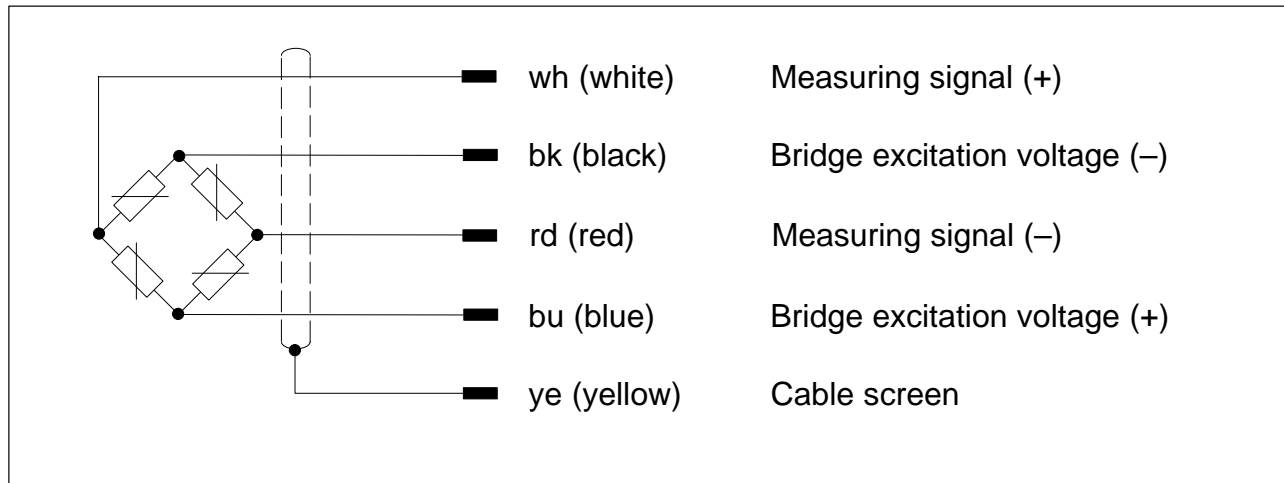 wh (white) Measuring signal (+)
bk (black) Bridge excitation voltage (–)
rd (red) Measuring signal (–)
bu (blue) Bridge excitation voltage (+)
ye (yellow) Cable screen